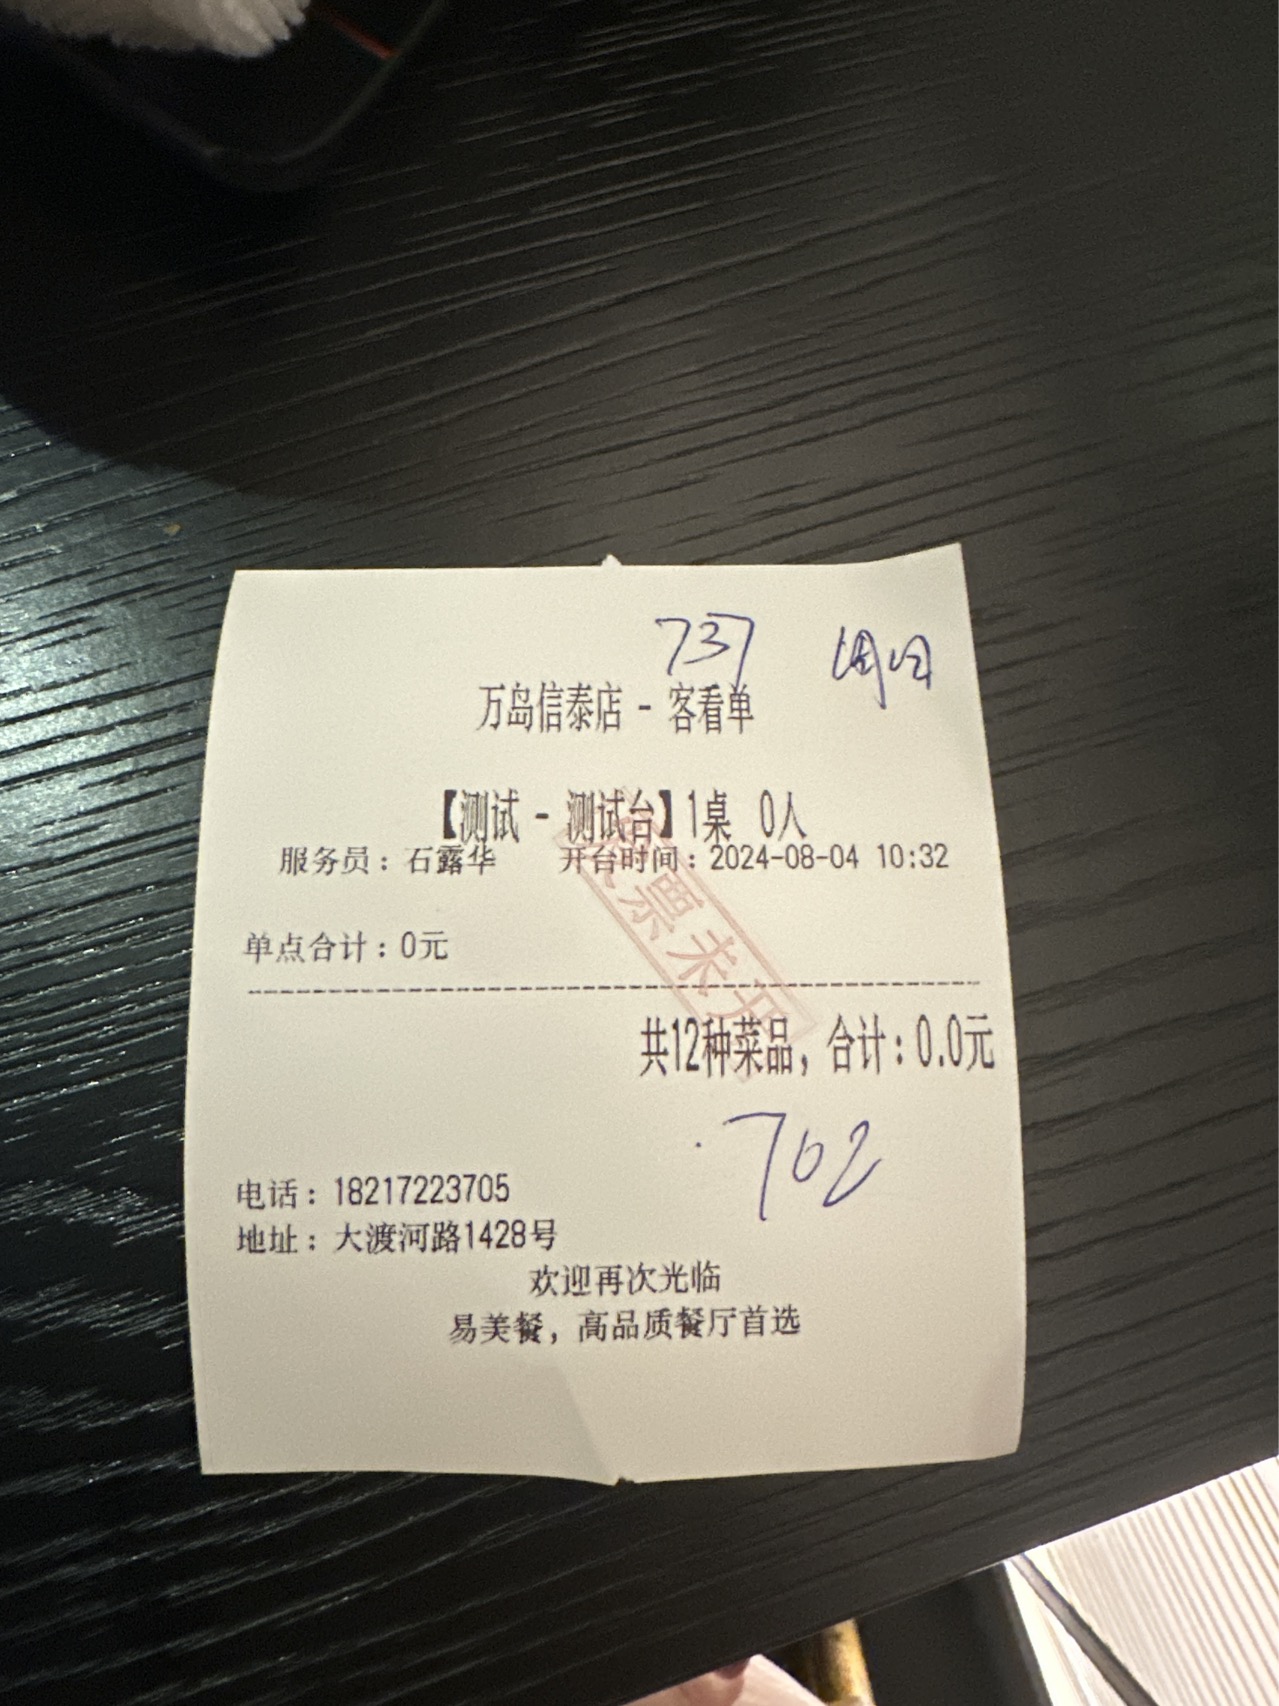 737
万岛信泰店 - 客看单
【测试 - 测试台】1桌 0人
服务员：石露华 开台时间：2024-08-04 10:32
发票未开
单点合计：0元
共12种菜品，合计：0.0元
702
电话：18217223705
地址：大渡河路1428号
欢迎再次光临
易美餐，高品质餐厅首选